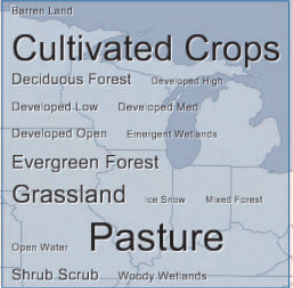 Barren Land
Cultivated Crops
Deciduous Forest Developed High
Developed Low Developed Med
Developed Open Emergent Wetlands
Evergreen Forest
Grassland Ice Snow Mixed Forest
Open Water Pasture
Shrub Scrub Woody Wetlands